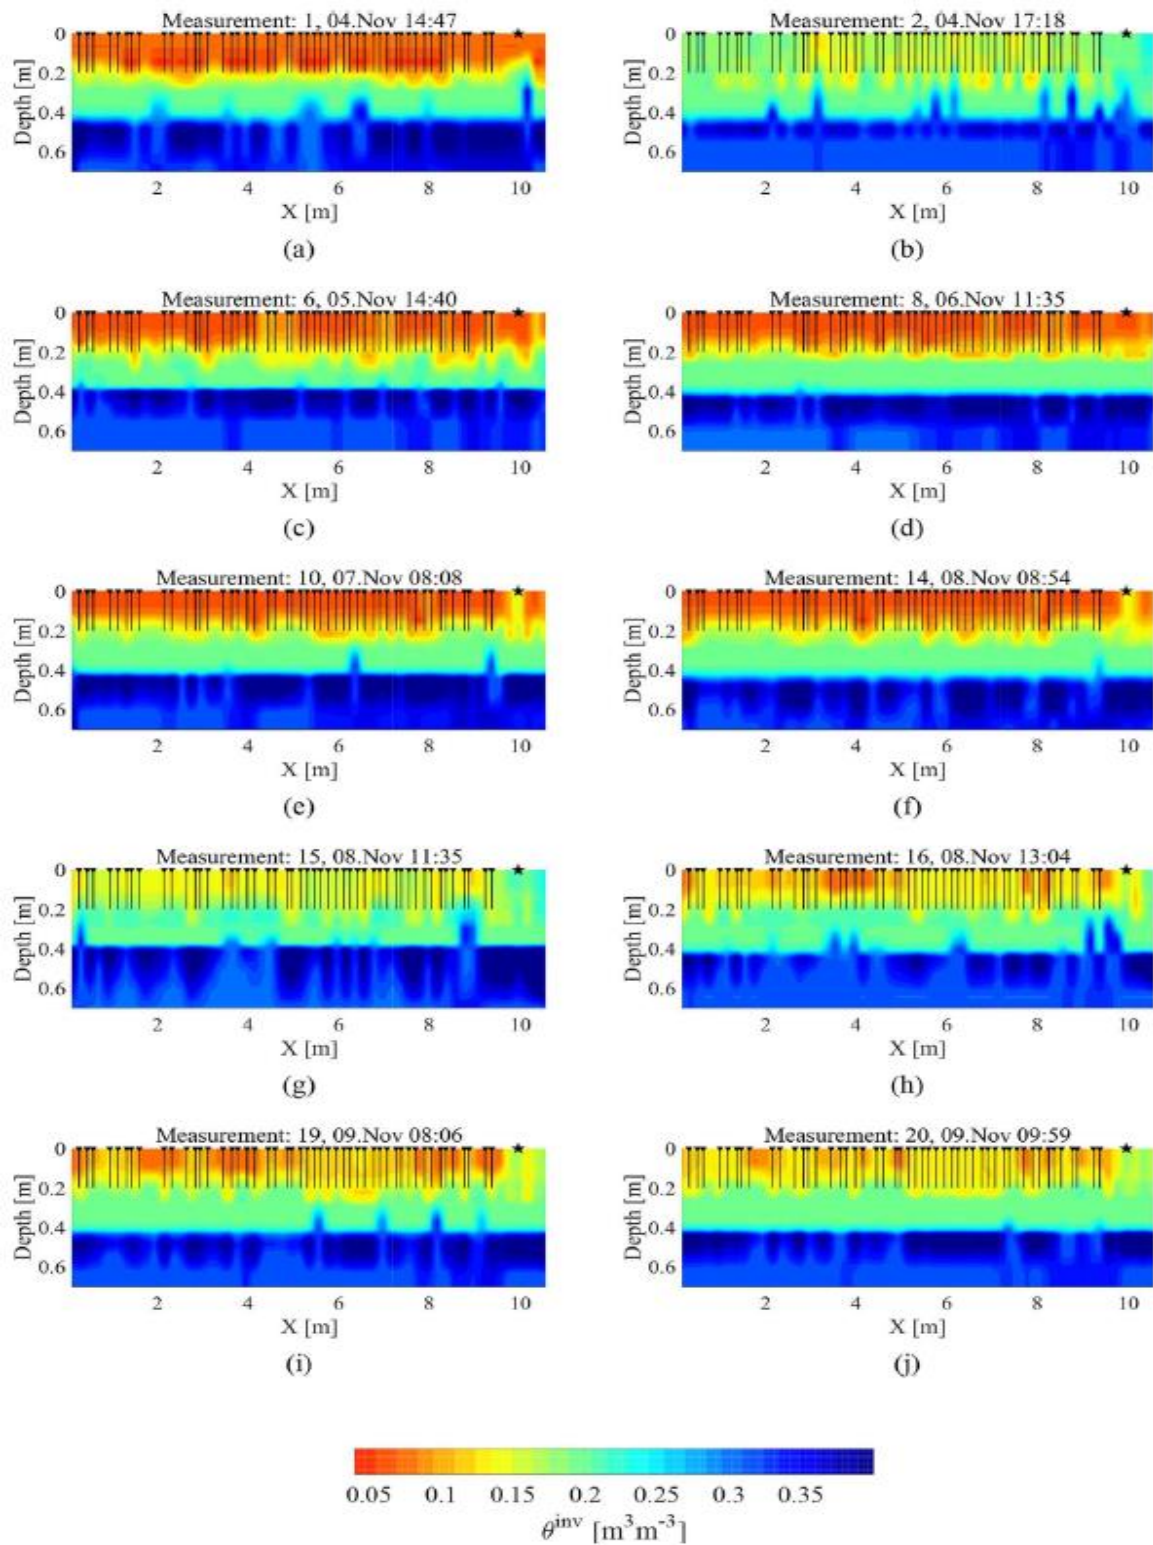 Measurement: 1, 04.Nov 14:47
Measurement: 2, 04.Nov 17:18
0
0.2
0.4
0.6
Depth [m]
2 4 6 8 10
X [m]
(a)
0
0.2
0.4
0.6
Depth [m]
2 4 6 8 10
X [m]
(b)
Measurement: 6, 05.Nov 14:40
0
0.2
0.4
0.6
Depth [m]
2 4 6 8 10
X [m]
(c)
Measurement: 8, 06.Nov 11:35
0
0.2
0.4
0.6
Depth [m]
2 4 6 8 10
X [m]
(d)
Measurement: 10, 07.Nov 08:08
0
0.2
0.4
0.6
Depth [m]
2 4 6 8 10
X [m]
(e)
Measurement: 14, 08.Nov 08:54
0
0.2
0.4
0.6
Depth [m]
2 4 6 8 10
X [m]
(f)
Measurement: 15, 08.Nov 11:35
0
0.2
0.4
0.6
Depth [m]
2 4 6 8 10
X [m]
(g)
Measurement: 16, 08.Nov 13:04
0
0.2
0.4
0.6
Depth [m]
2 4 6 8 10
X [m]
(h)
Measurement: 19, 09.Nov 08:06
0
0.2
0.4
0.6
Depth [m]
2 4 6 8 10
X [m]
(i)
Measurement: 20, 09.Nov 09:59
0
0.2
0.4
0.6
Depth [m]
2 4 6 8 10
X [m]
(j)
0.05 0.1 0.15 0.2 0.25 0.3 0.35
θ^inv [m³m⁻³]